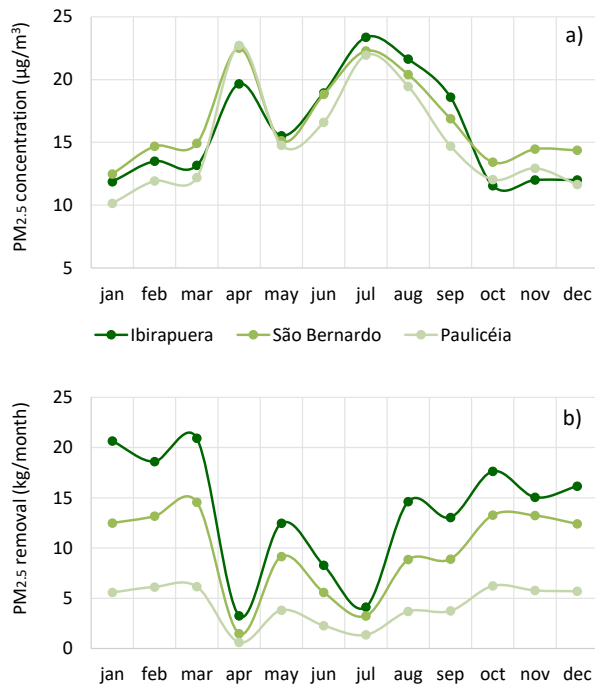 a)
PM2.5 concentration (µg/m³)
25
20
15
10
5
jan feb mar apr may jun jul aug sep oct nov dec
Ibirapuera São Bernardo Paulicéia
b)
PM2.5 removal (kg/month)
25
20
15
10
5
0
jan feb mar apr may jun jul aug sep oct nov dec